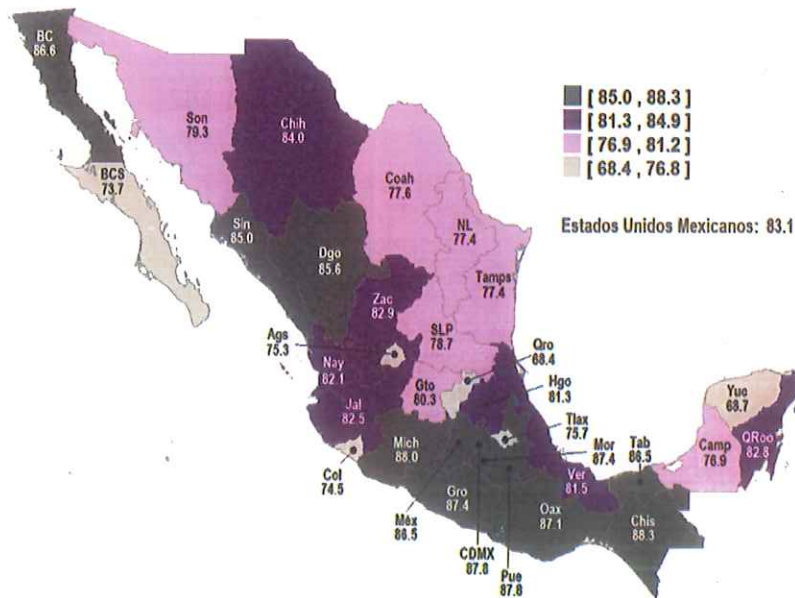 BC
86.6
Son
79.3
Chih
84.0
[ 85.0 , 88.3 ]
[ 81.3 , 84.9 ]
[ 76.9 , 81.2 ]
[ 68.4 , 76.8 ]
BCS
73.7
Coah
77.6
Estados Unidos Mexicanos: 83.1
Sin
85.0
Dgo
85.6
NL
77.4
Tamps
77.4
Zac
82.9
SLP
78.7
Ags
75.3
Qro
68.4
Nay
82.1
Gto
80.3
Hgo
81.3
Yuc
68.7
Jal
82.5
Tlax
75.7
Camp
76.9
QRoo
82.8
Mich
88.0
Mor
87.4
Tab
86.5
Col
74.5
Ver
81.5
Gro
87.4
Oax
87.1
Chis
88.3
Méx
86.5
CDMX
87.8
Pue
87.8